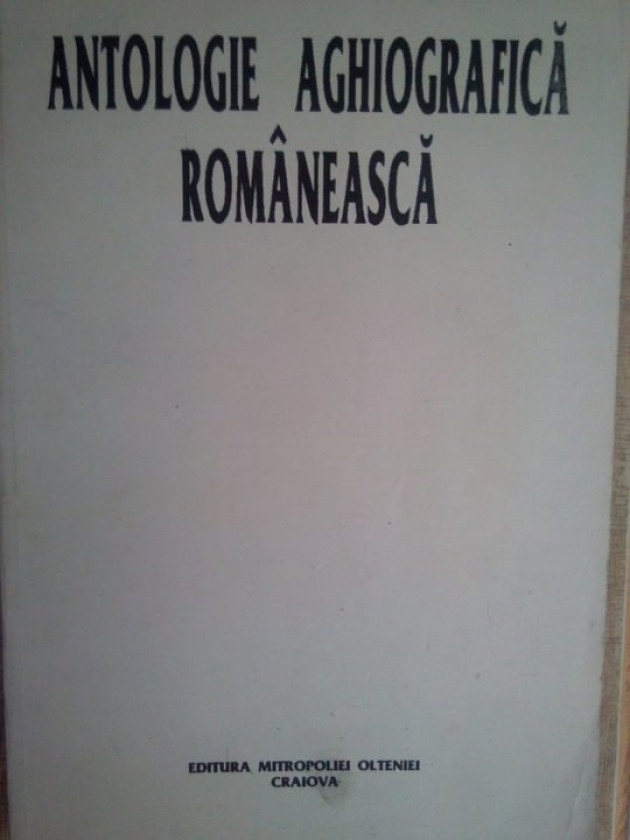 ANTOLOGIE AGHIOGRAFICĂ
ROMÂNEASCĂ
EDITURA MITROPOLIEI OLTENIEI
CRAIOVA